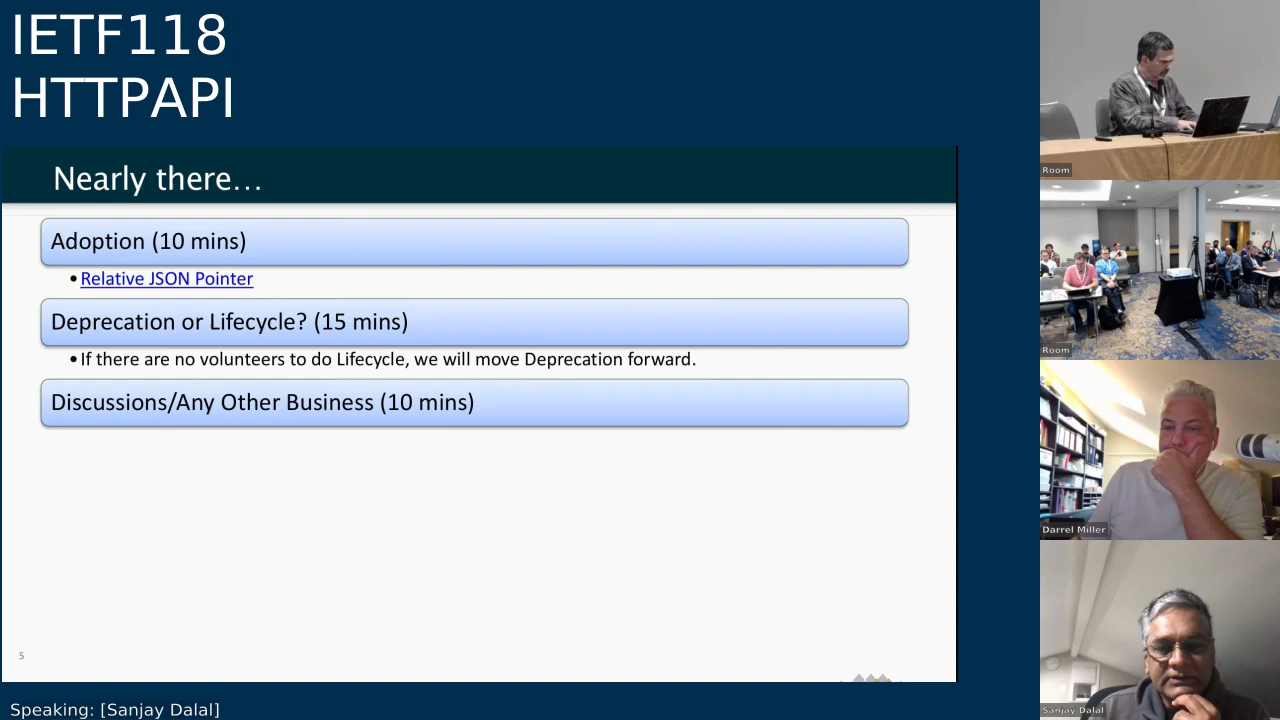 IETF118
HTTPAPI
Nearly there...
Adoption (10 mins)
• Relative JSON Pointer
Deprecation or Lifecycle? (15 mins)
• If there are no volunteers to do Lifecycle, we will move Deprecation forward.
Discussions/Any Other Business (10 mins)
5
Speaking: [Sanjay Dalal]
Room
Room
Darrel Miller
Sanjay Dalal